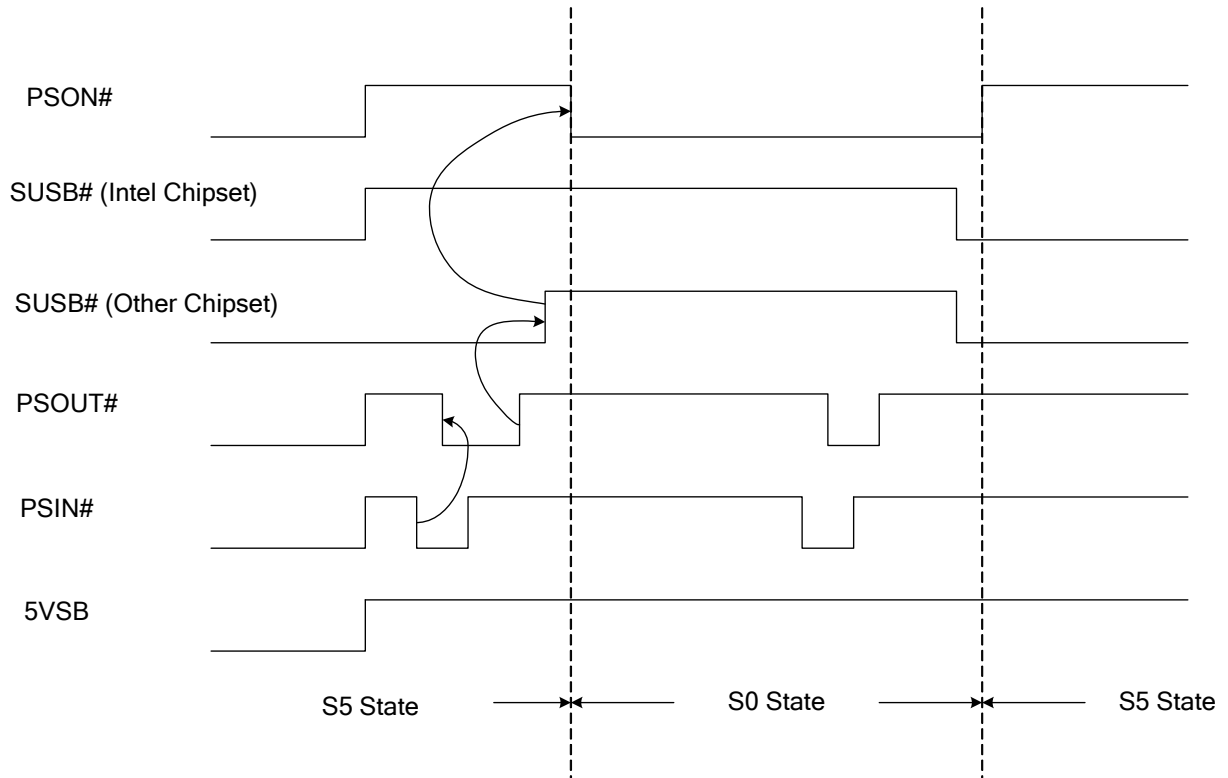 PSON#
SUSB# (Intel Chipset)
SUSB# (Other Chipset)
PSOUT#
PSIN#
5VSB
S5 State
S0 State
S5 State